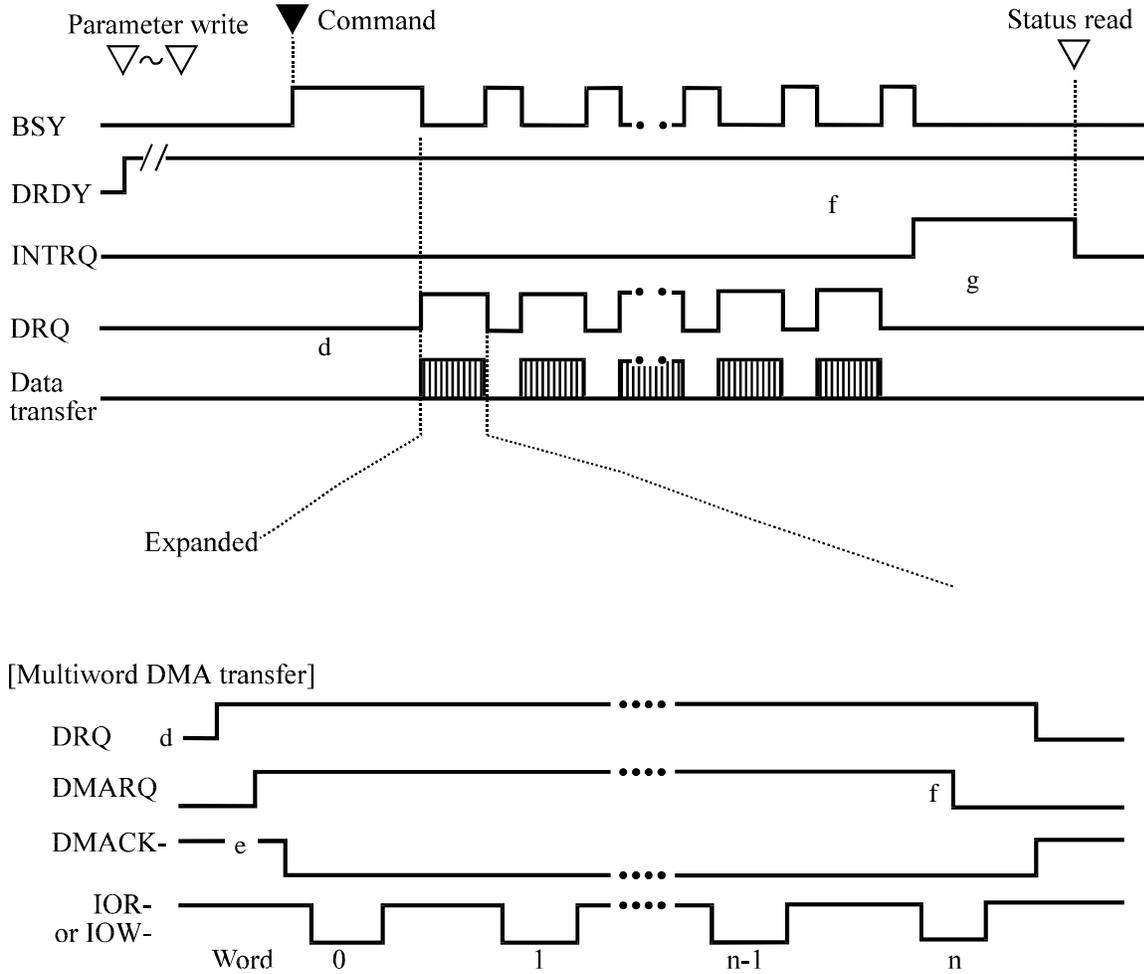 Parameter write
Command
Status read
BSY
DRDY
f
INTRQ
g
DRQ
d
Data
transfer
Expanded
[Multiword DMA transfer]
DRQ d
DMARQ
f
DMACK- e
IOR-
or IOW-
Word 0 1 n-1 n